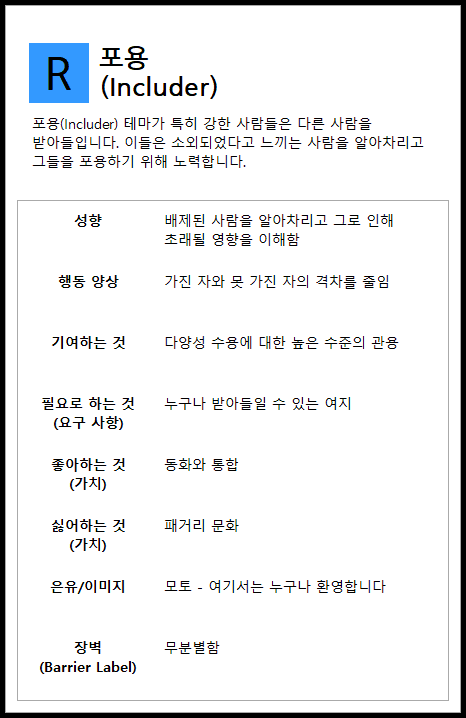 R
포용
(Includer)
포용(Includer) 테마가 특히 강한 사람들은 다른 사람을
받아들입니다. 이들은 소외되었다고 느끼는 사람을 알아차리고
그들을 포용하기 위해 노력합니다.
성향 배제된 사람을 알아차리고 그로 인해
초래될 영향을 이해함
행동 양상 가진 자와 못 가진 자의 격차를 줄임
기여하는 것 다양성 수용에 대한 높은 수준의 관용
필요로 하는 것 누구나 받아들일 수 있는 여지
(요구 사항)
좋아하는 것 동화와 통합
(가치)
싫어하는 것 패거리 문화
(가치)
은유/이미지 모토 - 여기서는 누구나 환영합니다
장벽 무분별함
(Barrier Label)